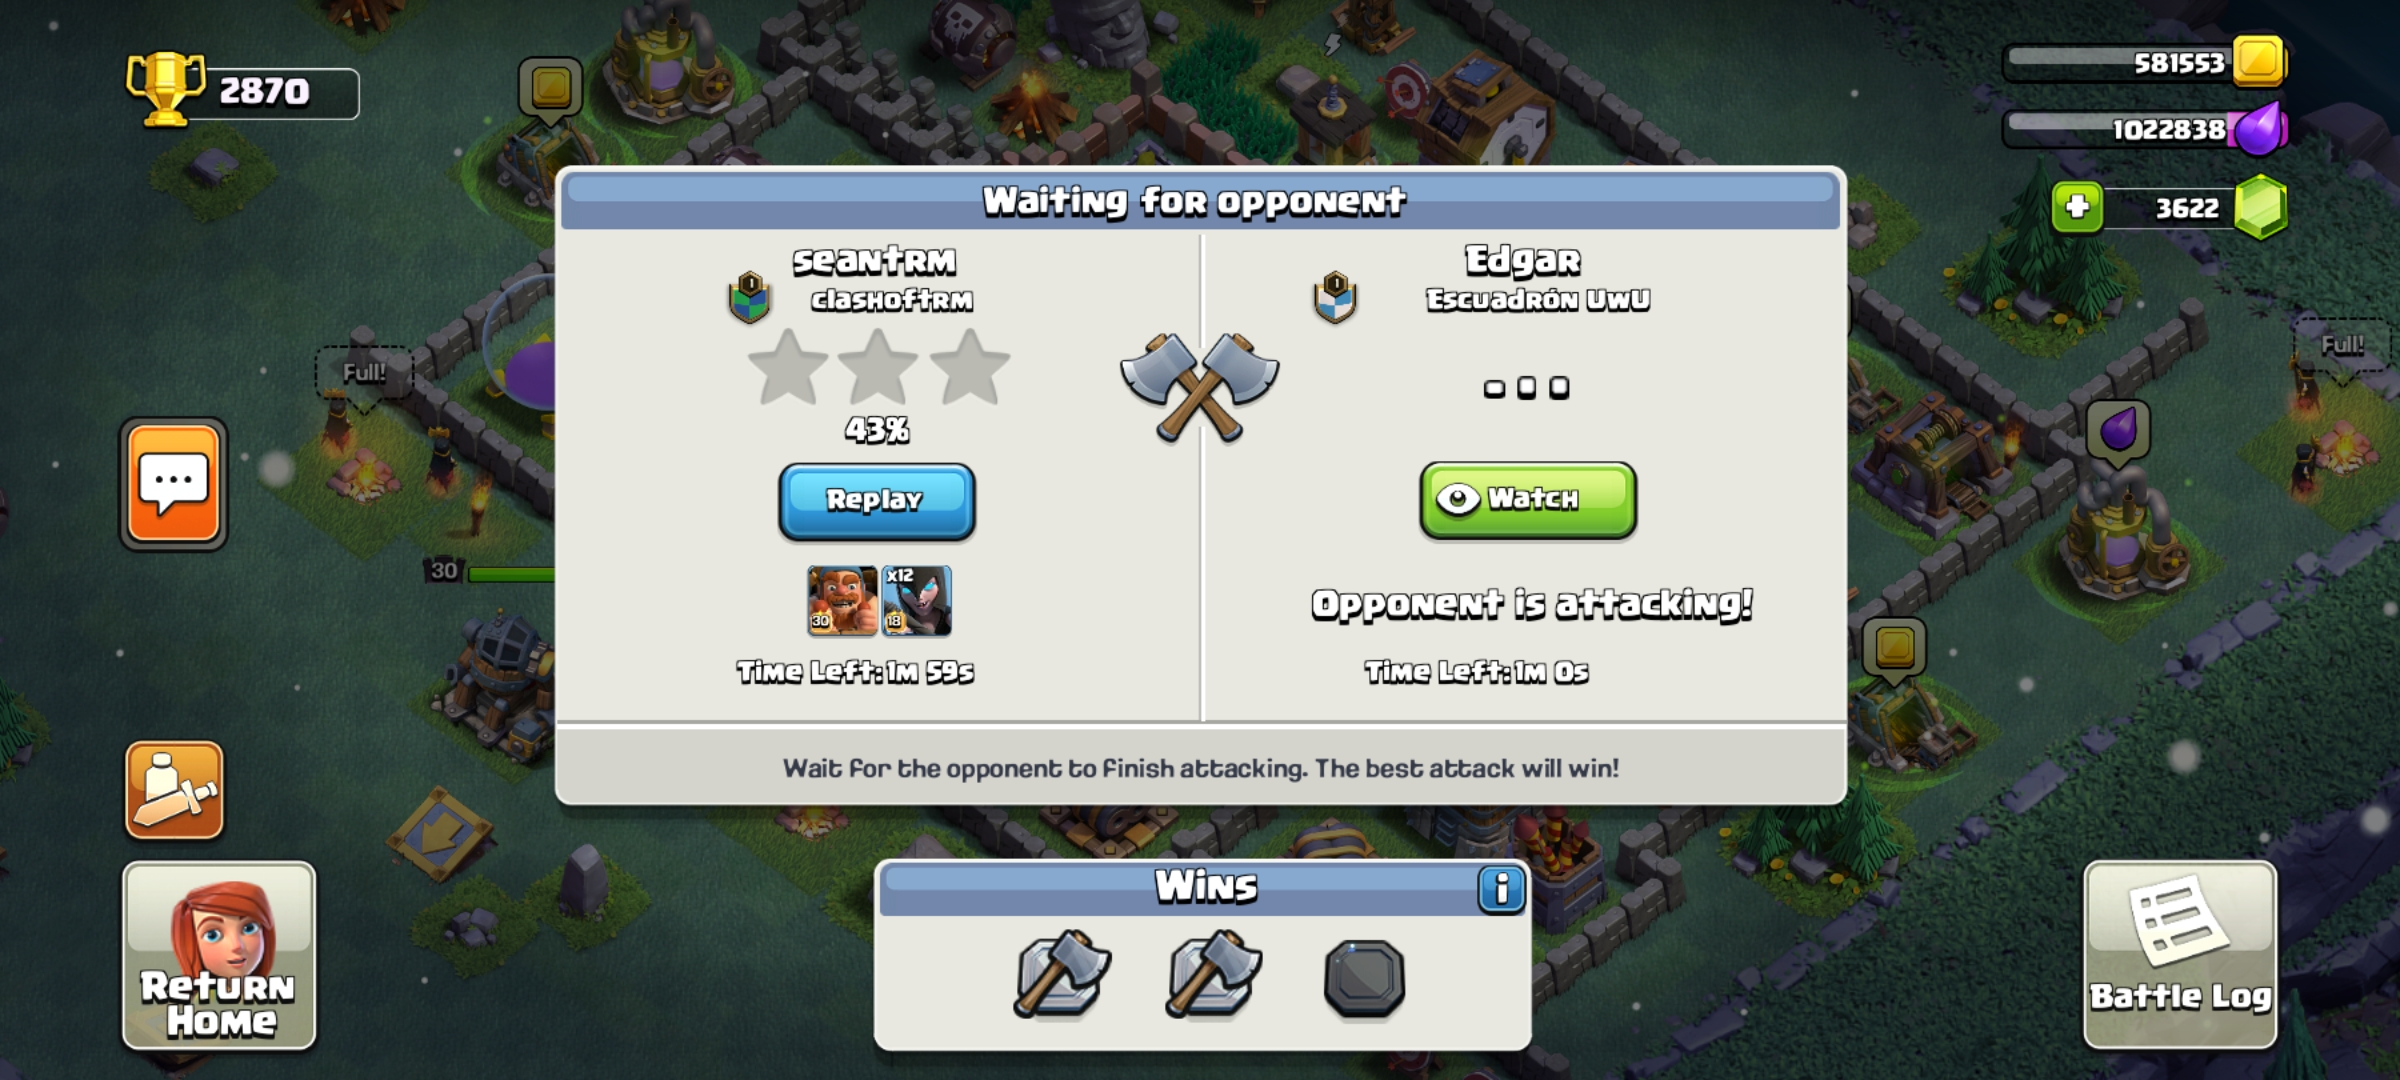 2870
581553
1022838
3622
Waiting for opponent
seantrm
clashoftrm
1
43%
Replay
x12
30
18
Time Left:1m 59s
Edgar
Escuadrón UwU
1
Watch
Opponent is attacking!
Time Left:1m 0s
Wait for the opponent to finish attacking. The best attack will win!
Full!
Full!
30
Wins
i
Return
Home
Battle Log